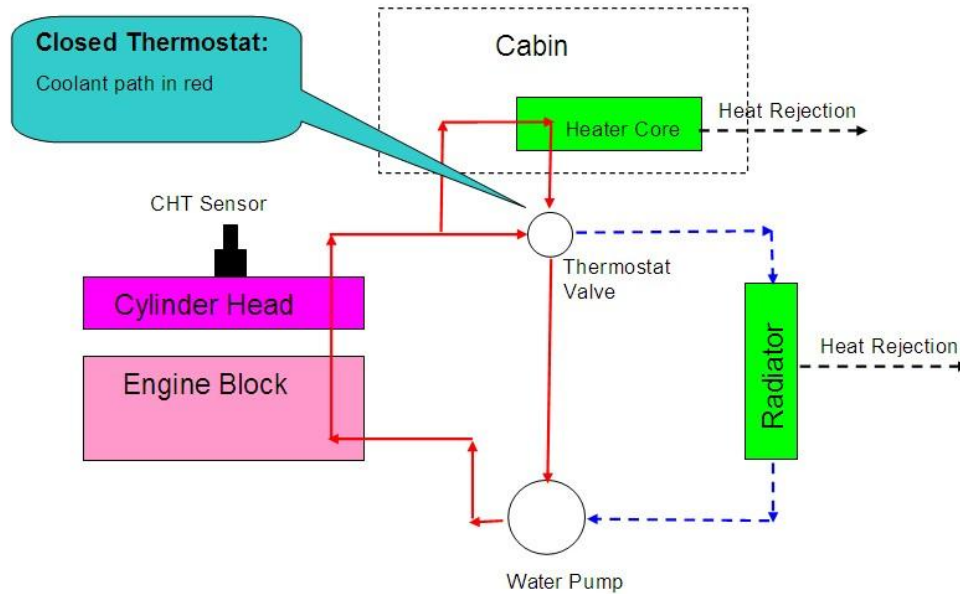 Closed Thermostat:
Coolant path in red
Cabin
Heater Core
Heat Rejection
CHT Sensor
Thermostat
Valve
Cylinder Head
Engine Block
Radiator
Heat Rejection
Water Pump